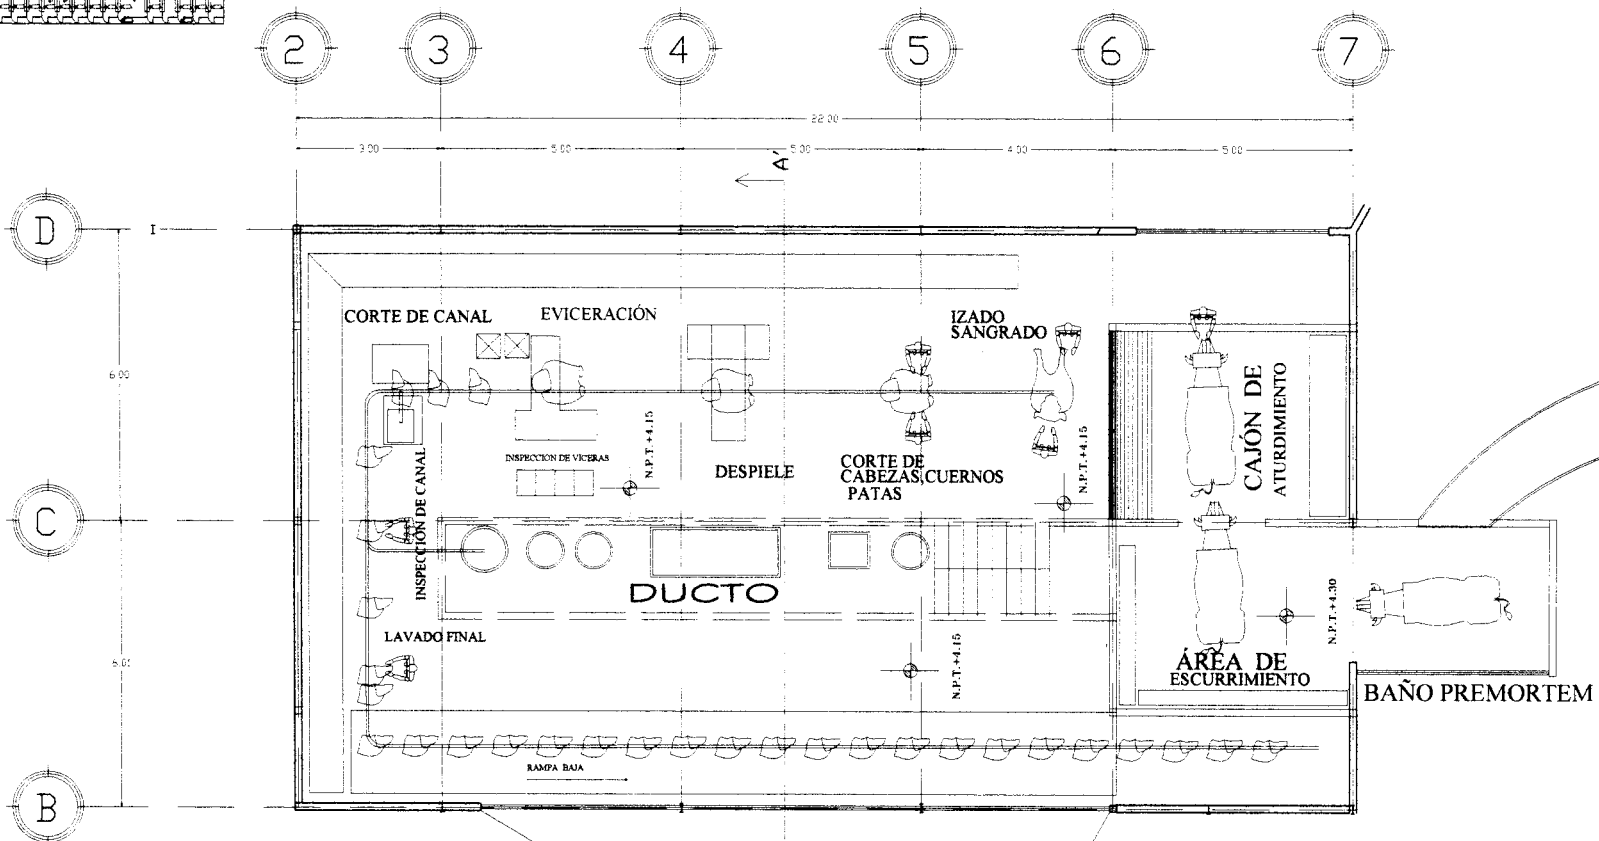 2 3 4 5 6 7
22.00
3.00 5.00 5.00 4.00 5.00
A'
D
I
6.00
CORTE DE CANAL
EVICERACIÓN
IZADO
SANGRADO
CAJÓN DE
ATURDIMIENTO
INSPECCION DE VICERAS
N.P.T.+4.15
DESPIELE
CORTE DE
CABEZAS,CUERNOS
PATAS
N.P.T.+4.15
C
INSPECCIÓN DE CANAL
DUCTO
N.P.T.+4.30
LAVADO FINAL
N.P.T.+4.15
ÁREA DE
ESCURRIMIENTO
BAÑO PREMORTEM
RAMPA BAJA
B